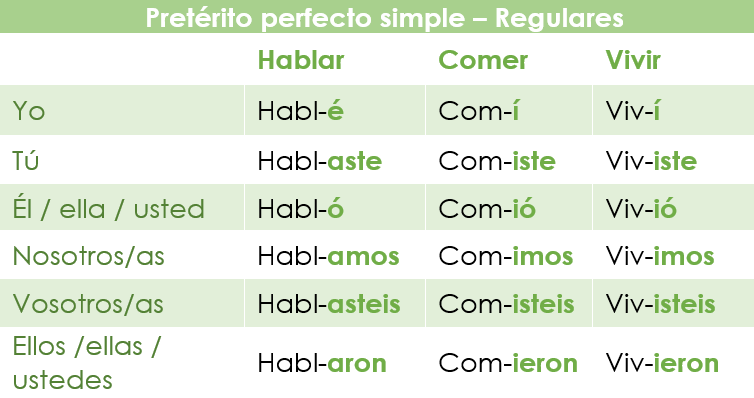 Pretérito perfecto simple – Regulares
Hablar Comer Vivir
Yo Habl-é Com-í Viv-í
Tú Habl-aste Com-iste Viv-iste
Él / ella / usted Habl-ó Com-ió Viv-ió
Nosotros/as Habl-amos Com-imos Viv-imos
Vosotros/as Habl-asteis Com-isteis Viv-isteis
Ellos /ellas /
ustedes Habl-aron Com-ieron Viv-ieron